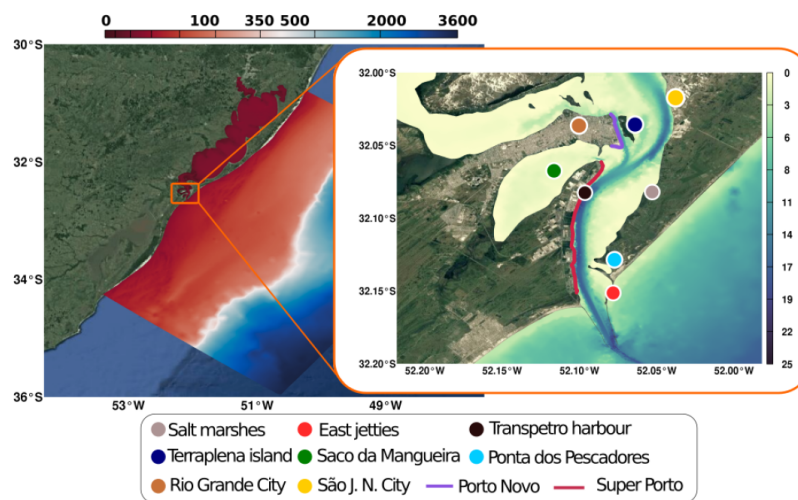 0 100 350 500 2000 3600
30°S
32°S
34°S
36°S
53°W 51°W 49°W
32.00°S
32.05°S
32.10°S
32.15°S
32.20°S
52.20°W 52.15°W 52.10°W 52.05°W 52.00°W
0
3
6
9
11
14
17
19
22
25
Salt marshes East jetties Transpetro harbour
Terraplena island Saco da Mangueira Ponta dos Pescadores
Rio Grande City São J. N. City Porto Novo Super Porto